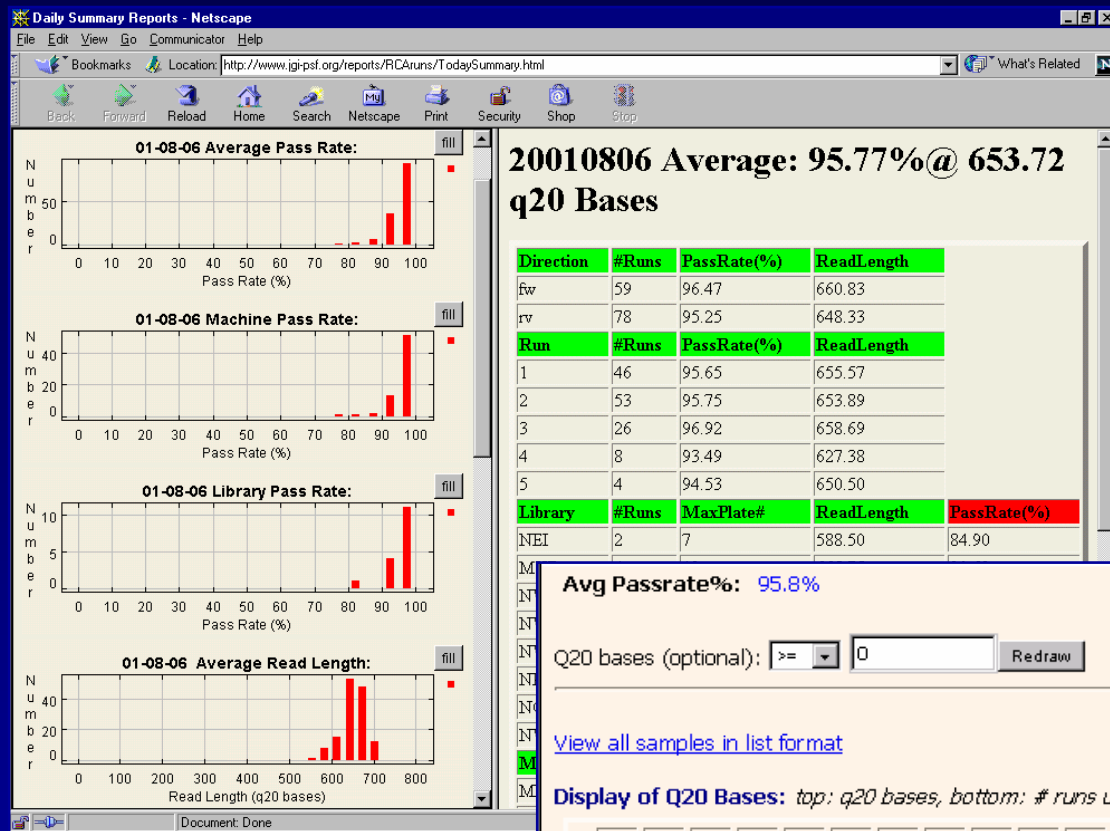 Daily Summary Reports - Netscape
File Edit View Go Communicator Help
Bookmarks Location: http://www.jgi-psf.org/reports/RCAruns/TodaySummary.html What's Related N
Back Forward Reload Home Search Netscape Print Security Shop Stop
My
01-08-06 Average Pass Rate:
fill
Number
50
0
0 10 20 30 40 50 60 70 80 90 100
Pass Rate (%)
01-08-06 Machine Pass Rate:
fill
Number
40
20
0
0 10 20 30 40 50 60 70 80 90 100
Pass Rate (%)
01-08-06 Library Pass Rate:
fill
Number
10
5
0
0 10 20 30 40 50 60 70 80 90 100
Pass Rate (%)
01-08-06 Average Read Length:
fill
Number
40
20
0
0 100 200 300 400 500 600 700 800
Read Length (q20 bases)
20010806 Average: 95.77%@ 653.72
q20 Bases
Direction #Runs PassRate(%) ReadLength
fw 59 96.47 660.83
rv 78 95.25 648.33
Run #Runs PassRate(%) ReadLength
1 46 95.65 655.57
2 53 95.75 653.89
3 26 96.92 658.69
4 8 93.49 627.38
5 4 94.53 650.50
Library #Runs MaxPlate# ReadLength PassRate(%)
NEI 2 7 588.50 84.90
Avg Passrate%: 95.8%
Q20 bases (optional): >= 0 Redraw
View all samples in list format
Display of Q20 Bases: top: q20 bases, bottom: # runs
Document: Done